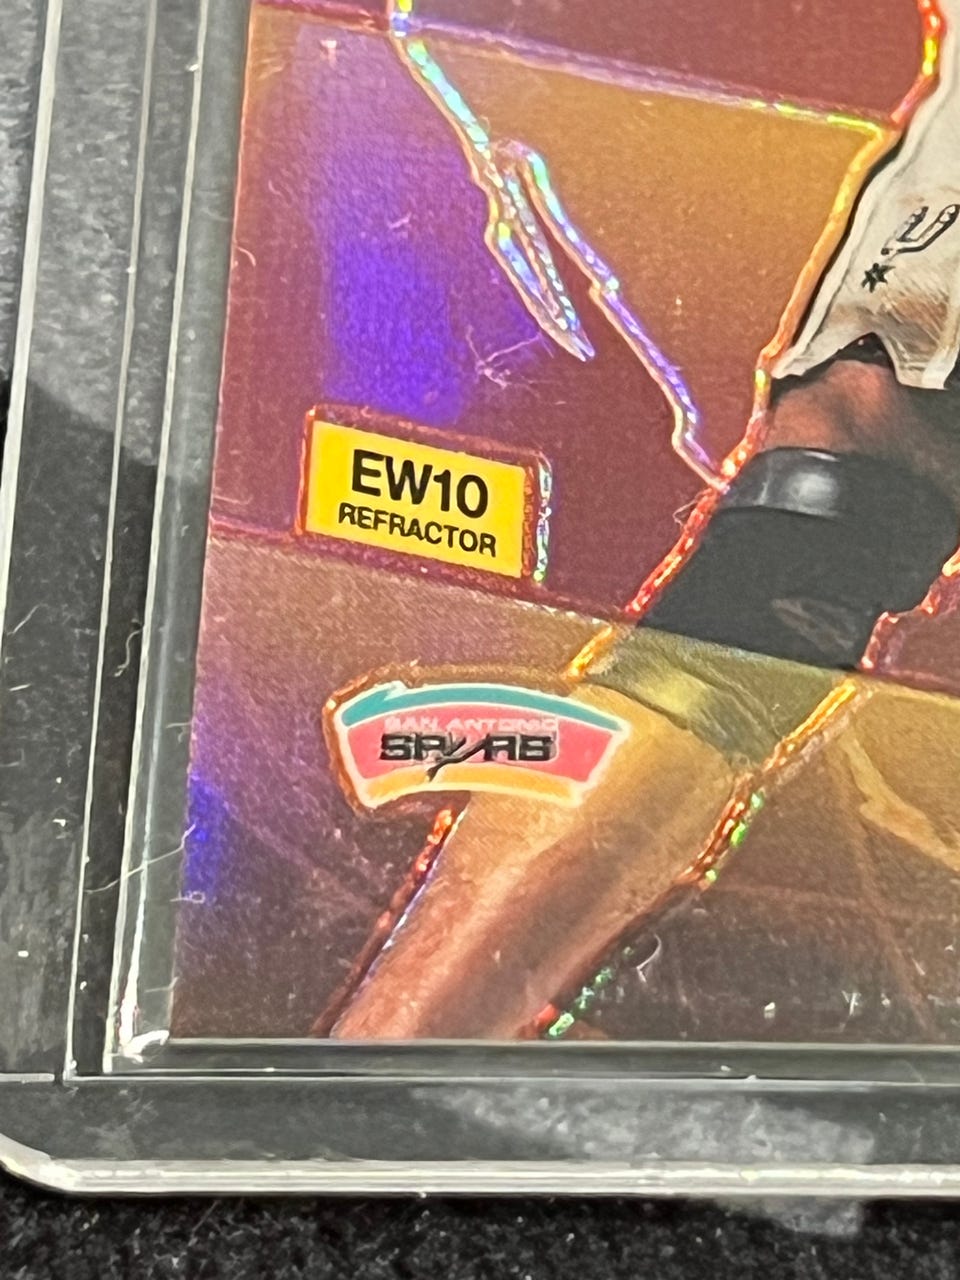 EW10
REFRACTOR
SAN ANTONIO
SPURS